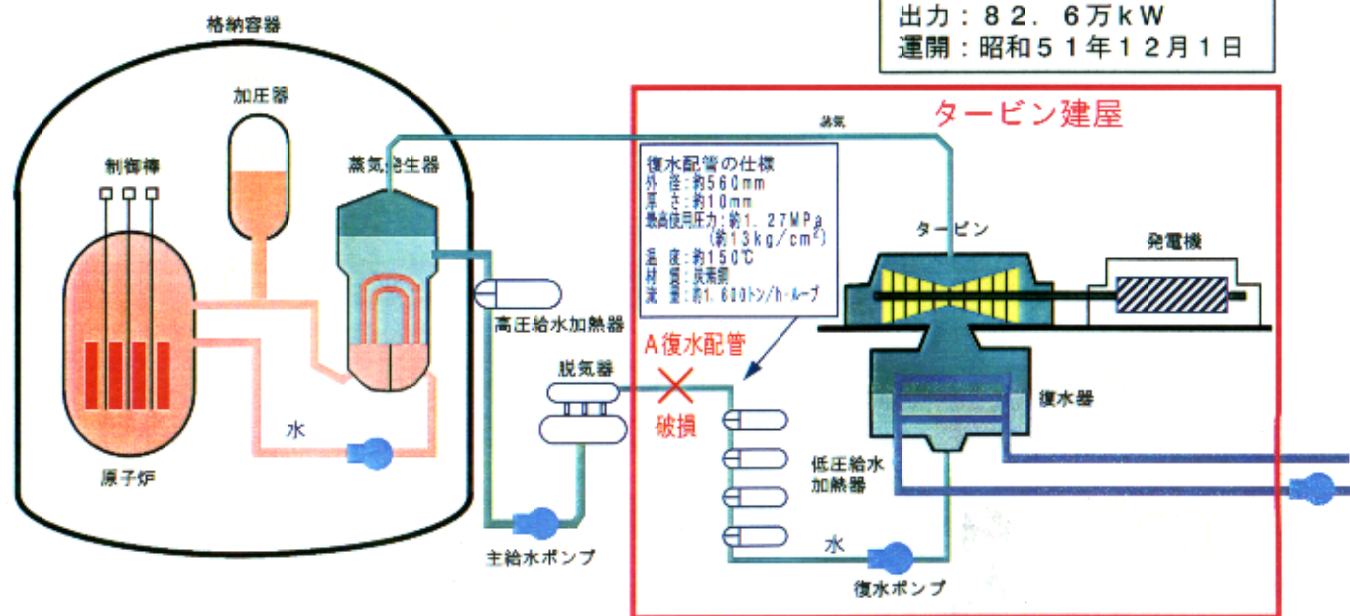 出力：８２．６万ｋＷ
運開：昭和５１年１２月１日
格納容器
加圧器
制御棒
蒸気発生器
原子炉
水
高圧給水加熱器
脱気器
主給水ポンプ
タービン建屋
蒸気
復水配管の仕様
外 径：約560mm
厚 さ：約10mm
最高使用圧力：約1．27MPa
(約13kg/cm²)
温 度：約150℃
材 質：炭素鋼
流 量：約1,600トン/h・ループ
A復水配管
破損
タービン
発電機
復水器
低圧給水
加熱器
水
復水ポンプ